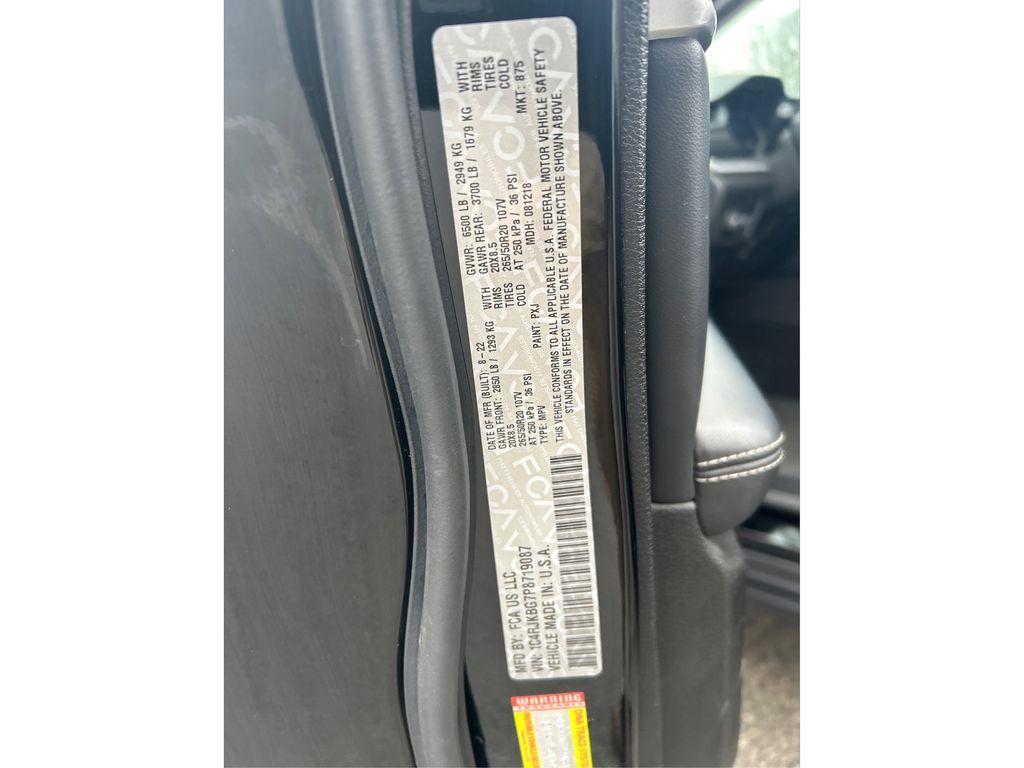 MFD BY: FCA US LLC
DATE OF MFR (BUILT): 8-22
GVWR: 6500 LB / 2949 KG
GAWR FRONT: 2850 LB / 1293 KG
WITH
GAWR REAR: 3700 LB / 1679 KG
WITH
20X8.5
RIMS
20X8.5
RIMS
265/50R20 107V
TIRES
265/50R20 107V
TIRES
AT 250 kPa / 36 PSI
COLD
AT 250 kPa / 36 PSI
COLD
VIN: 1C4RJKBG7P8719087
TYPE: MPV
PAINT: PXJ
MDH: 081218
MKT: 875
VEHICLE MADE IN: U.S.A.
THIS VEHICLE CONFORMS TO ALL APPLICABLE U.S.A. FEDERAL MOTOR VEHICLE SAFETY
STANDARDS IN EFFECT ON THE DATE OF MANUFACTURE SHOWN ABOVE.
WARNING
TRACEABLE
DNA TRACE SYSTEM